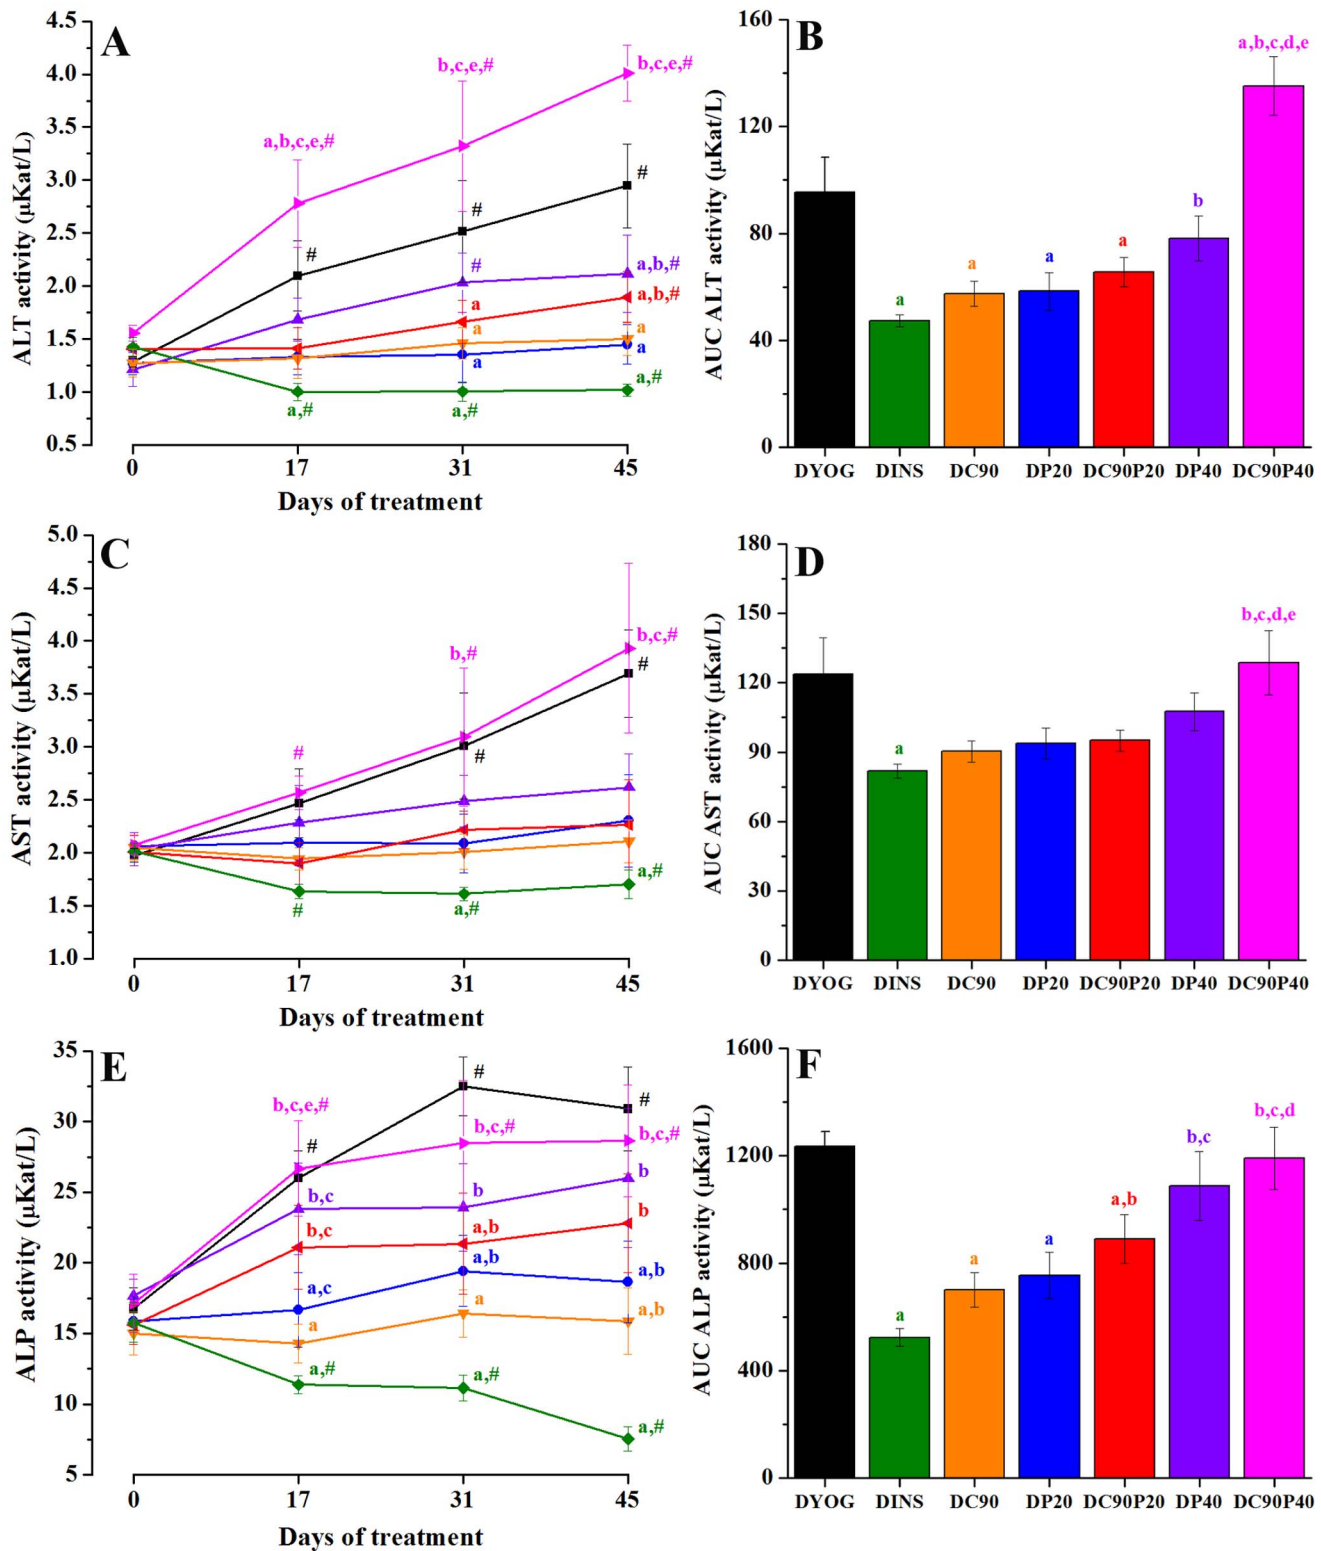 A
ALT activity (µKat/L)
4.5
4.0
3.5
3.0
2.5
2.0
1.5
1.0
0.5
a,b,c,e,#
b,c,e,#
b,c,e,#
#
#
#
#
a,b,#
a,b,#
a
a
a
a
a
a,#
a,#
a,#
0 17 31 45
Days of treatment
B
AUC ALT activity (µKat/L)
160
120
80
40
0
a
a
a
a
b
a,b,c,d,e
DYOG DINS DC90 DP20 DC90P20 DP40 DC90P40
C
AST activity (µKat/L)
5.0
4.5
4.0
3.5
3.0
2.5
2.0
1.5
1.0
#
b,#
b,c,#
#
#
#
a,#
a,#
0 17 31 45
Days of treatment
D
AUC AST activity (µKat/L)
180
150
120
90
60
30
0
a
b,c,d,e
DYOG DINS DC90 DP20 DC90P20 DP40 DC90P40
E
ALP activity (µKat/L)
35
30
25
20
15
10
5
b,c,e,#
#
#
#
b,c,#
b,c,#
b,c
b
b
b,c
a,b
b
a,c
a,b
a,b
a
a
a,b
a,#
a,#
a,#
0 17 31 45
Days of treatment
F
AUC ALP activity (µKat/L)
1600
1200
800
400
0
a
a
a
a,b
b,c
b,c,d
DYOG DINS DC90 DP20 DC90P20 DP40 DC90P40